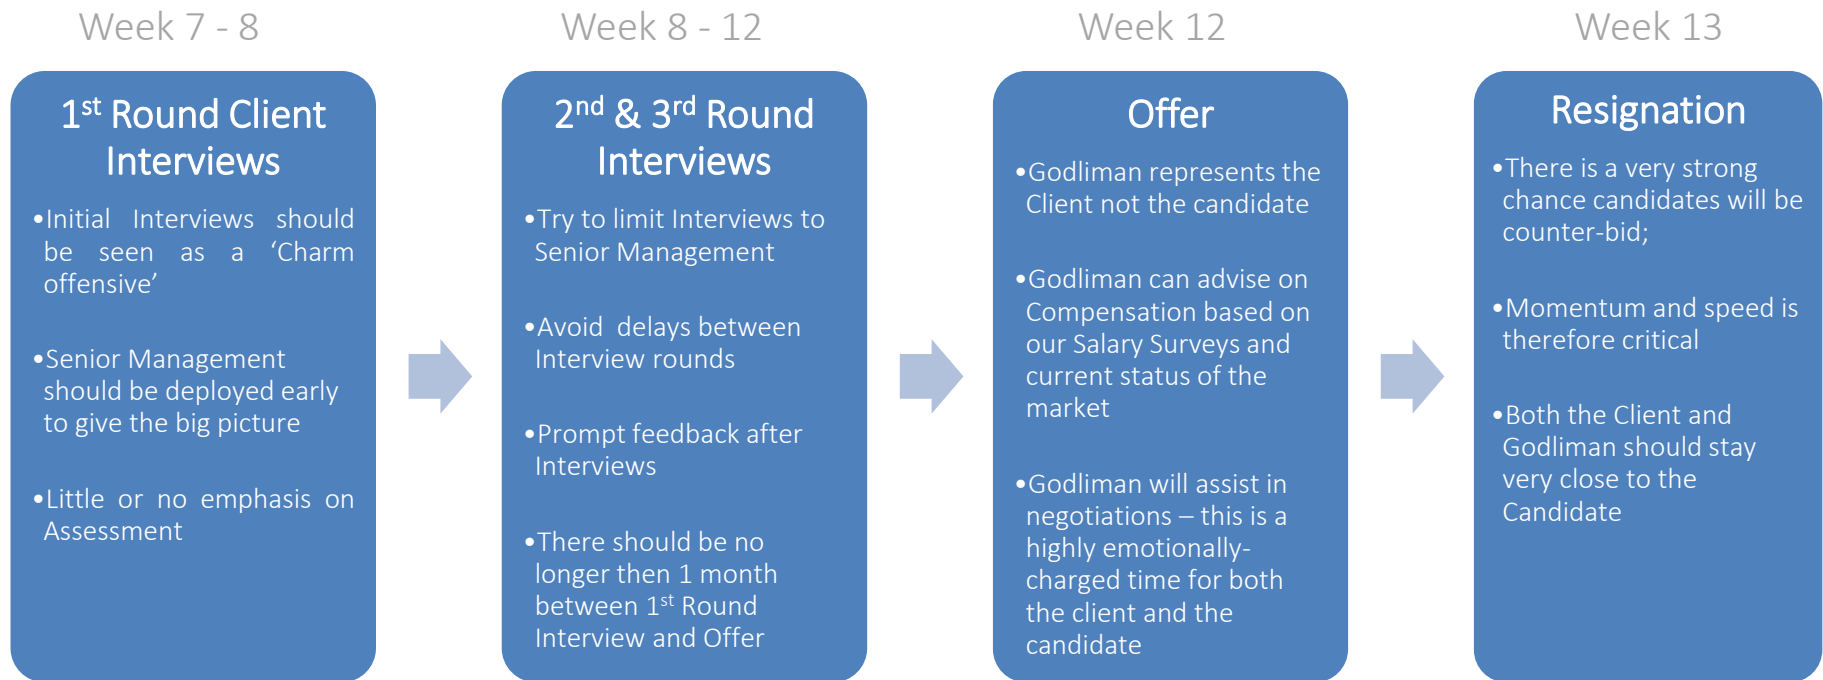 Week 7 - 8
1st Round Client
Interviews
•Initial Interviews should
be seen as a ‘Charm
offensive’
•Senior Management
should be deployed early
to give the big picture
•Little or no emphasis on
Assessment
Week 8 - 12
2nd & 3rd Round
Interviews
•Try to limit Interviews to
Senior Management
•Avoid delays between
Interview rounds
•Prompt feedback after
Interviews
•There should be no
longer then 1 month
between 1st Round
Interview and Offer
Week 12
Offer
•Godliman represents the
Client not the candidate
•Godliman can advise on
Compensation based on
our Salary Surveys and
current status of the
market
•Godliman will assist in
negotiations – this is a
highly emotionally-
charged time for both
the client and the
candidate
Week 13
Resignation
•There is a very strong
chance candidates will be
counter-bid;
•Momentum and speed is
therefore critical
•Both the Client and
Godliman should stay
very close to the
Candidate